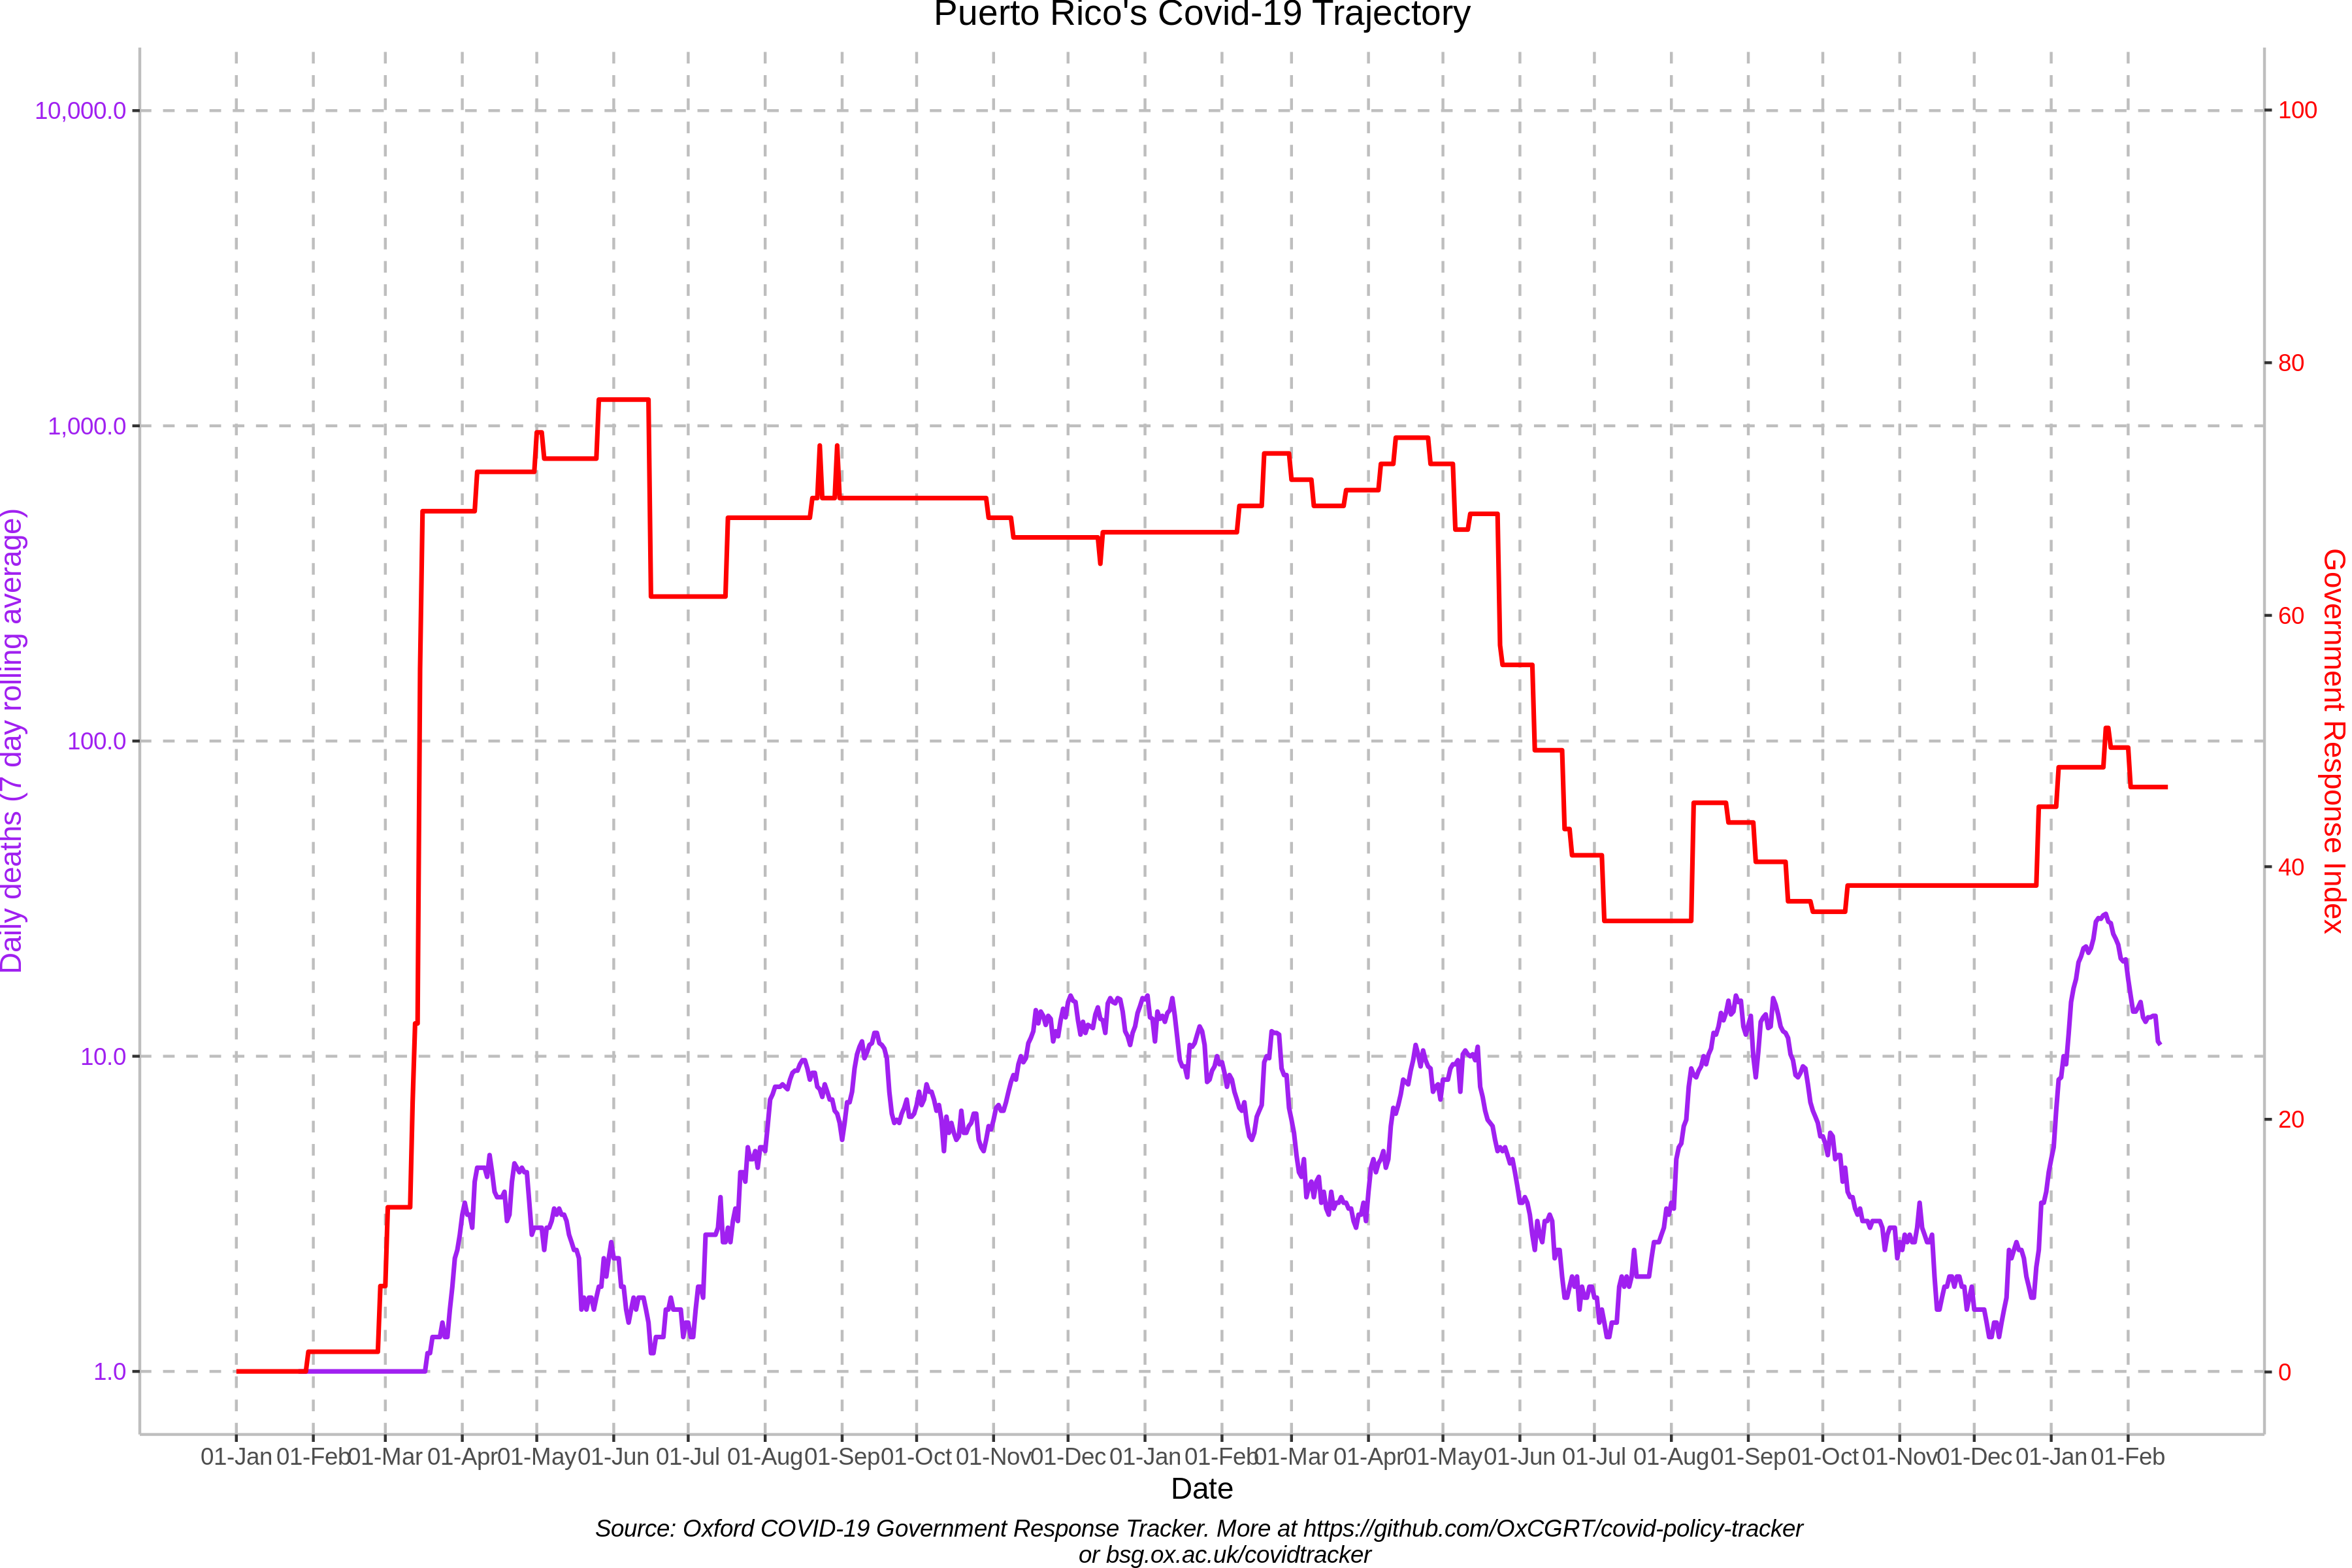 Puerto Rico's Covid-19 Trajectory
10,000.0
1,000.0
100.0
10.0
1.0
Daily deaths (7 day rolling average)
100
80
60
40
20
0
Government Response Index
01-Jan 01-Feb 01-Mar 01-Apr 01-May 01-Jun 01-Jul 01-Aug 01-Sep 01-Oct 01-Nov 01-Dec 01-Jan 01-Feb 01-Mar 01-Apr 01-May 01-Jun 01-Jul 01-Aug 01-Sep 01-Oct 01-Nov 01-Dec 01-Jan 01-Feb
Date
Source: Oxford COVID-19 Government Response Tracker. More at https://github.com/OxCGRT/covid-policy-tracker
or bsg.ox.ac.uk/covidtracker